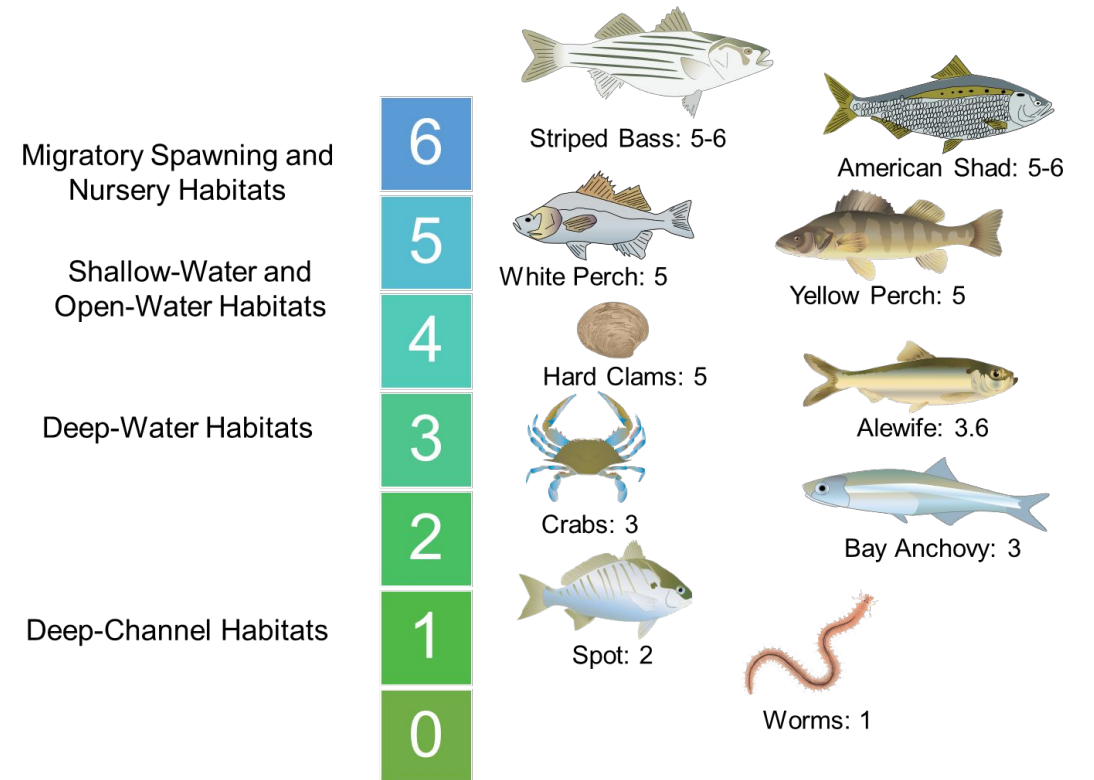 Migratory Spawning and
Nursery Habitats
Shallow-Water and
Open-Water Habitats
Deep-Water Habitats
Deep-Channel Habitats
6
5
4
3
2
1
0
Striped Bass: 5-6
American Shad: 5-6
White Perch: 5
Yellow Perch: 5
Hard Clams: 5
Alewife: 3.6
Crabs: 3
Bay Anchovy: 3
Spot: 2
Worms: 1